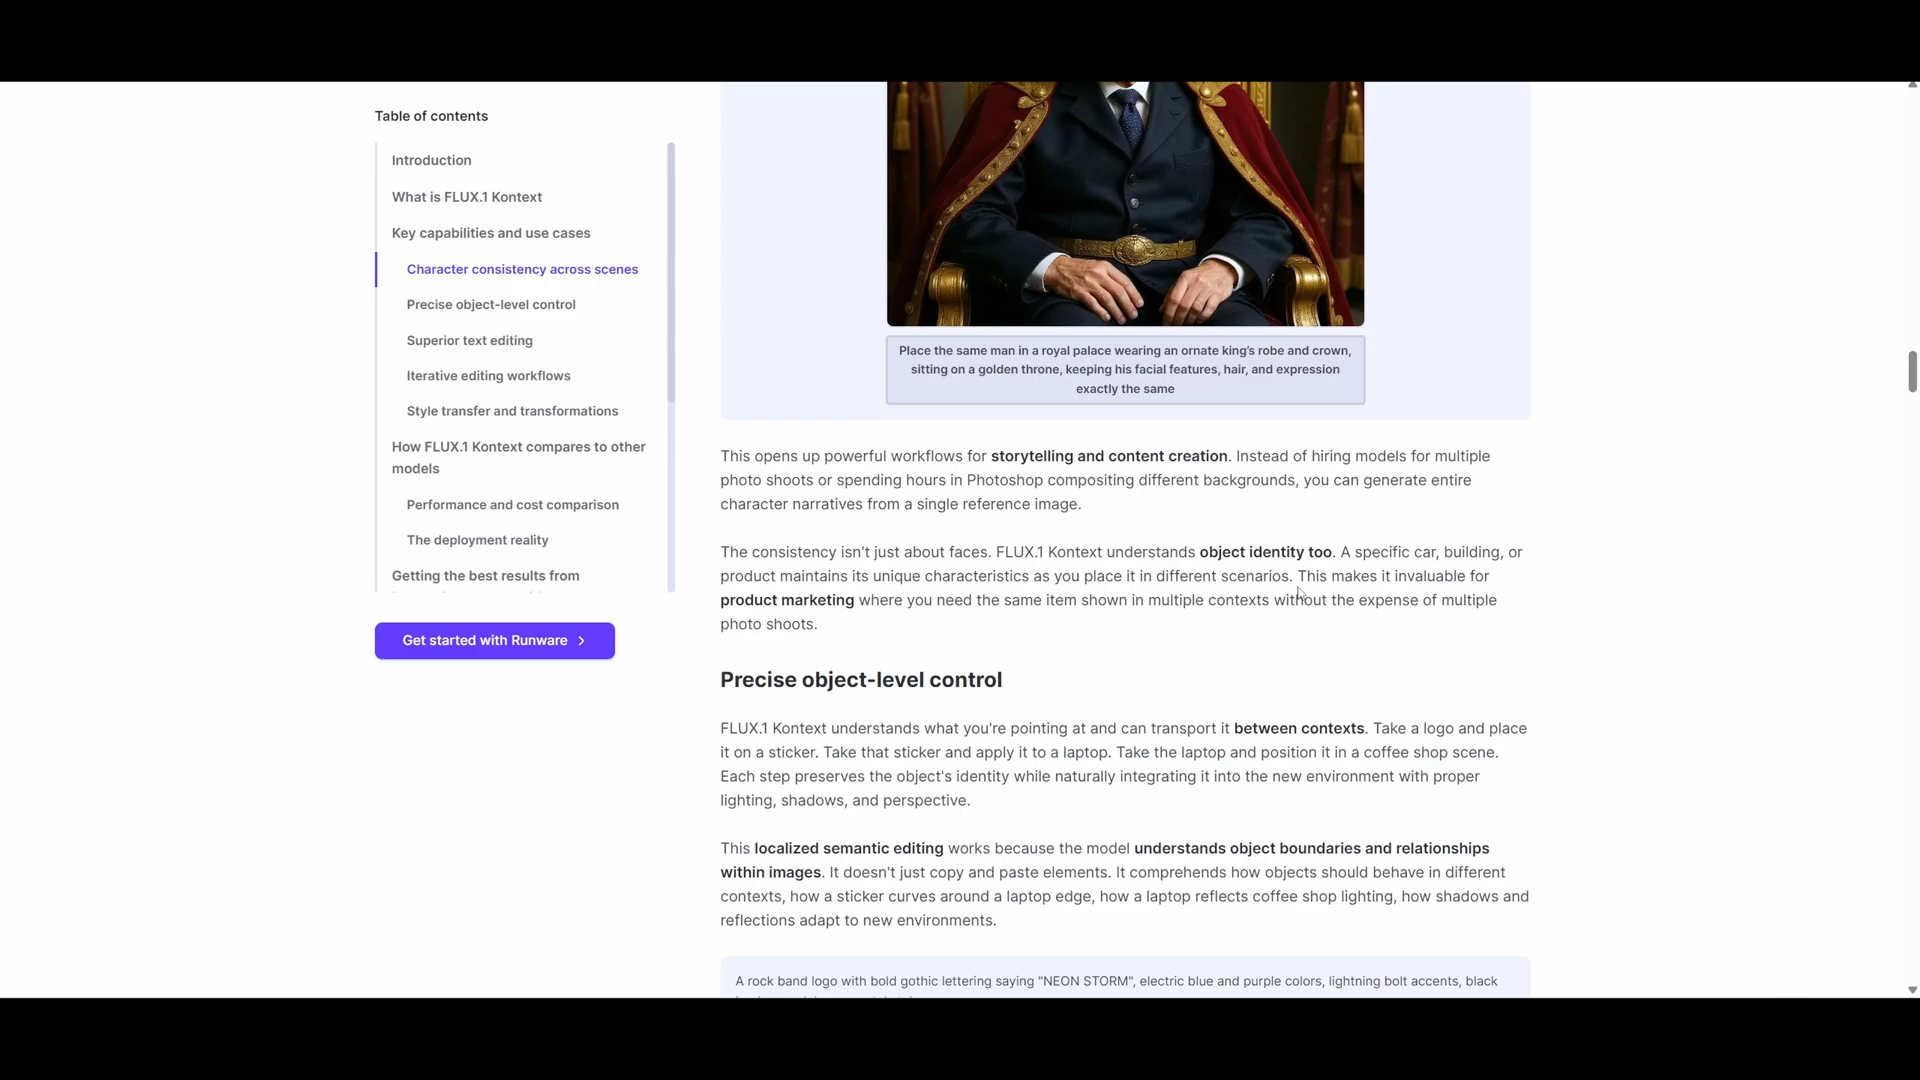 Table of contents
Introduction
What is FLUX.1 Kontext
Key capabilities and use cases
Character consistency across scenes
Precise object-level control
Superior text editing
Iterative editing workflows
Style transfer and transformations
How FLUX.1 Kontext compares to other
models
Performance and cost comparison
The deployment reality
Getting the best results from
Get started with Runware
Place the same man in a royal palace wearing an ornate king’s robe and crown,
sitting on a golden throne, keeping his facial features, hair, and expression
exactly the same
This opens up powerful workflows for storytelling and content creation. Instead of hiring models for multiple
photo shoots or spending hours in Photoshop compositing different backgrounds, you can generate entire
character narratives from a single reference image.
The consistency isn't just about faces. FLUX.1 Kontext understands object identity too. A specific car, building, or
product maintains its unique characteristics as you place it in different scenarios. This makes it invaluable for
product marketing where you need the same item shown in multiple contexts without the expense of multiple
photo shoots.
Precise object-level control
FLUX.1 Kontext understands what you're pointing at and can transport it between contexts. Take a logo and place
it on a sticker. Take that sticker and apply it to a laptop. Take the laptop and position it in a coffee shop scene.
Each step preserves the object's identity while naturally integrating it into the new environment with proper
lighting, shadows, and perspective.
This localized semantic editing works because the model understands object boundaries and relationships
within images. It doesn't just copy and paste elements. It comprehends how objects should behave in different
contexts, how a sticker curves around a laptop edge, how a laptop reflects coffee shop lighting, how shadows and
reflections adapt to new environments.
A rock band logo with bold gothic lettering saying "NEON STORM", electric blue and purple colors, lightning bolt accents, black